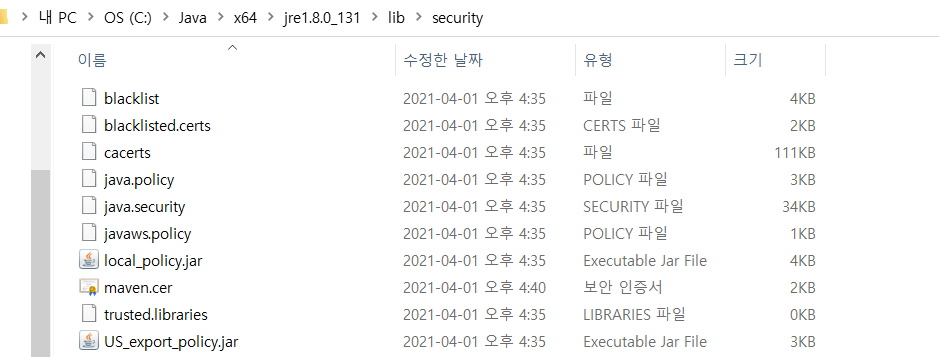 내 PC > OS (C:) > Java > x64 > jre1.8.0_131 > lib > security
이름 수정한 날짜 유형 크기
blacklist 2021-04-01 오후 4:35 파일 4KB
blacklisted.certs 2021-04-01 오후 4:35 CERTS 파일 2KB
cacerts 2021-04-01 오후 4:35 파일 111KB
java.policy 2021-04-01 오후 4:35 POLICY 파일 3KB
java.security 2021-04-01 오후 4:35 SECURITY 파일 34KB
javaws.policy 2021-04-01 오후 4:35 POLICY 파일 1KB
local_policy.jar 2021-04-01 오후 4:35 Executable Jar File 4KB
maven.cer 2021-04-01 오후 4:40 보안 인증서 2KB
trusted.libraries 2021-04-01 오후 4:35 LIBRARIES 파일 0KB
US_export_policy.jar 2021-04-01 오후 4:35 Executable Jar File 3KB